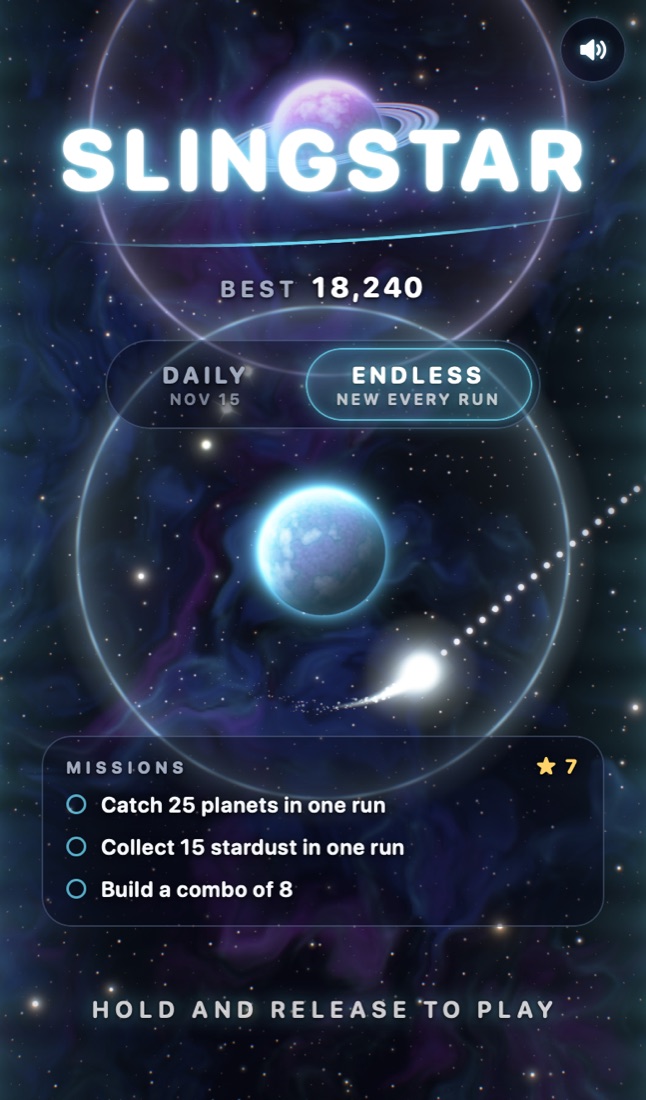 SLINGSTAR
BEST 18,240
DAILY
NOV 15
ENDLESS
NEW EVERY RUN
MISSIONS
7
Catch 25 planets in one run
Collect 15 stardust in one run
Build a combo of 8
HOLD AND RELEASE TO PLAY